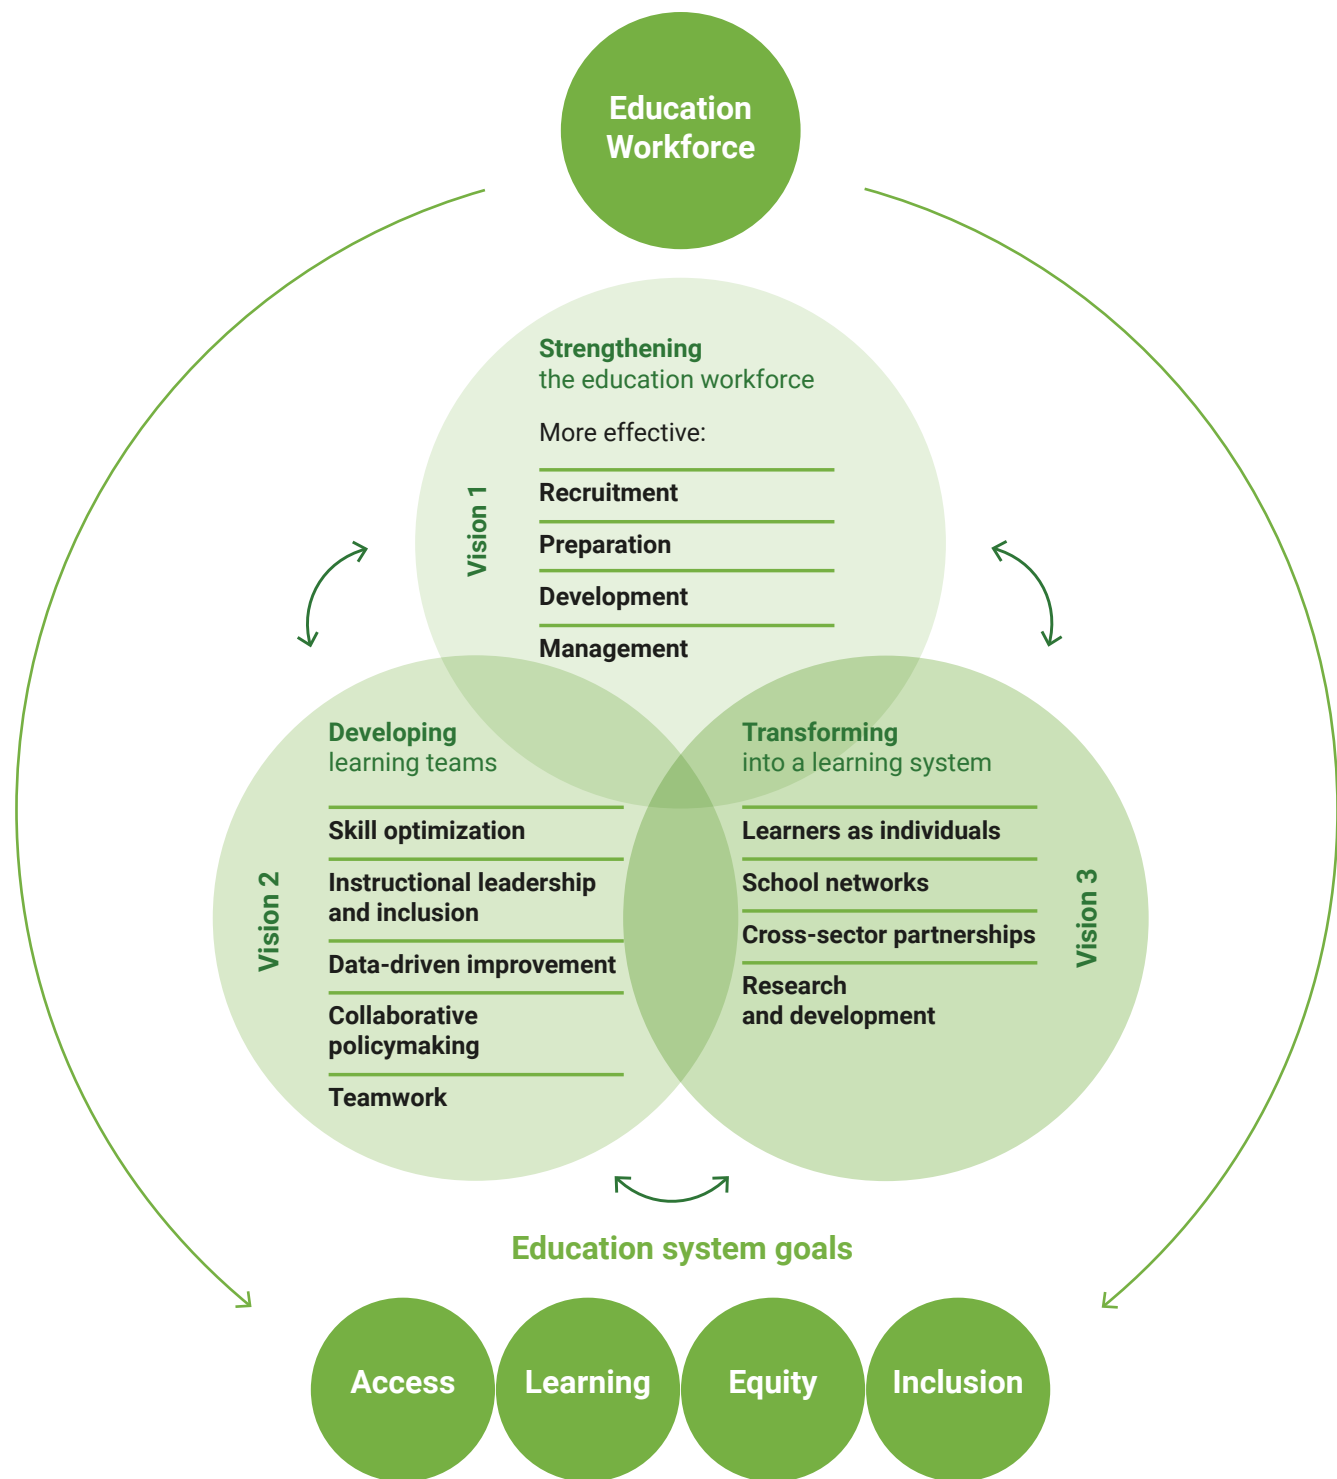 Education
Workforce
Strengthening
the education workforce
More effective:
Vision 1
Recruitment
Preparation
Development
Management
Developing
learning teams
Vision 2
Skill optimization
Instructional leadership
and inclusion
Data-driven improvement
Collaborative
policymaking
Teamwork
Transforming
into a learning system
Learners as individuals
School networks
Cross-sector partnerships
Research
and development
Vision 3
Education system goals
Access
Learning
Equity
Inclusion